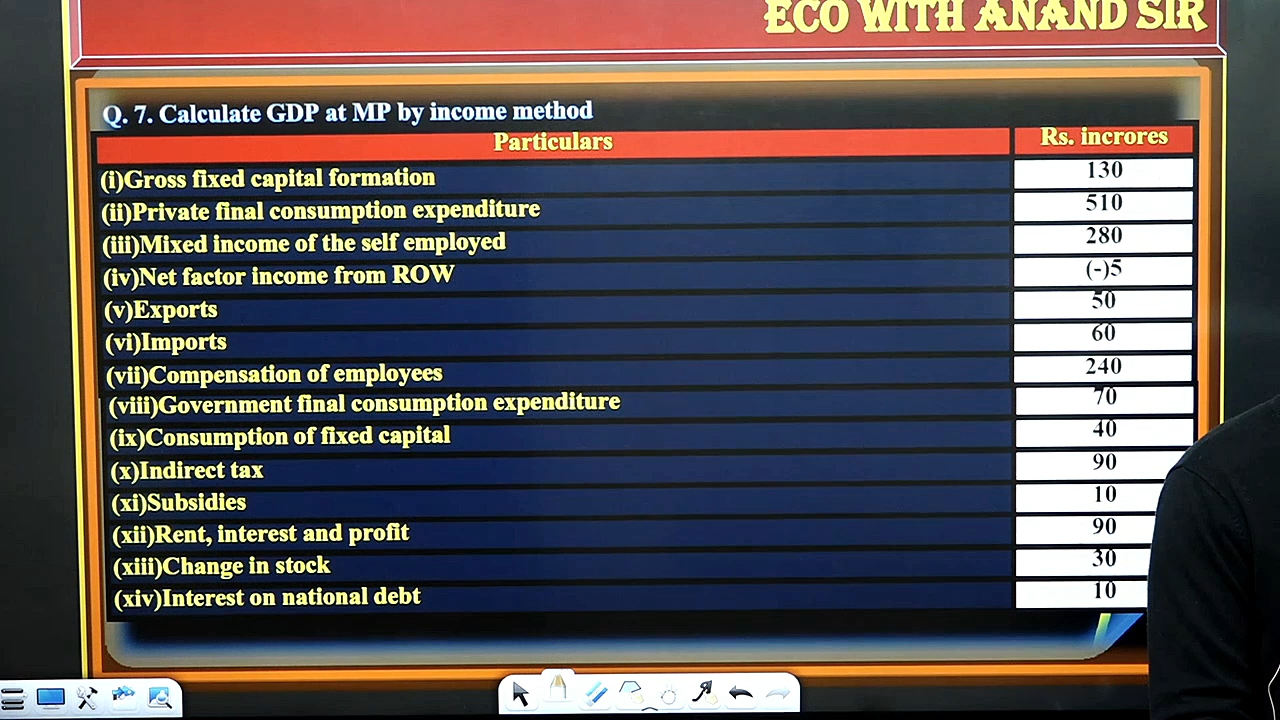 ECO WITH ANAND SIR
Q. 7. Calculate GDP at MP by income method
Particulars Rs. incrores
(i)Gross fixed capital formation 130
(ii)Private final consumption expenditure 510
(iii)Mixed income of the self employed 280
(iv)Net factor income from ROW (-)5
(v)Exports 50
(vi)Imports 60
(vii)Compensation of employees 240
(viii)Government final consumption expenditure 70
(ix)Consumption of fixed capital 40
(x)Indirect tax 90
(xi)Subsidies 10
(xii)Rent, interest and profit 90
(xiii)Change in stock 30
(xiv)Interest on national debt 10